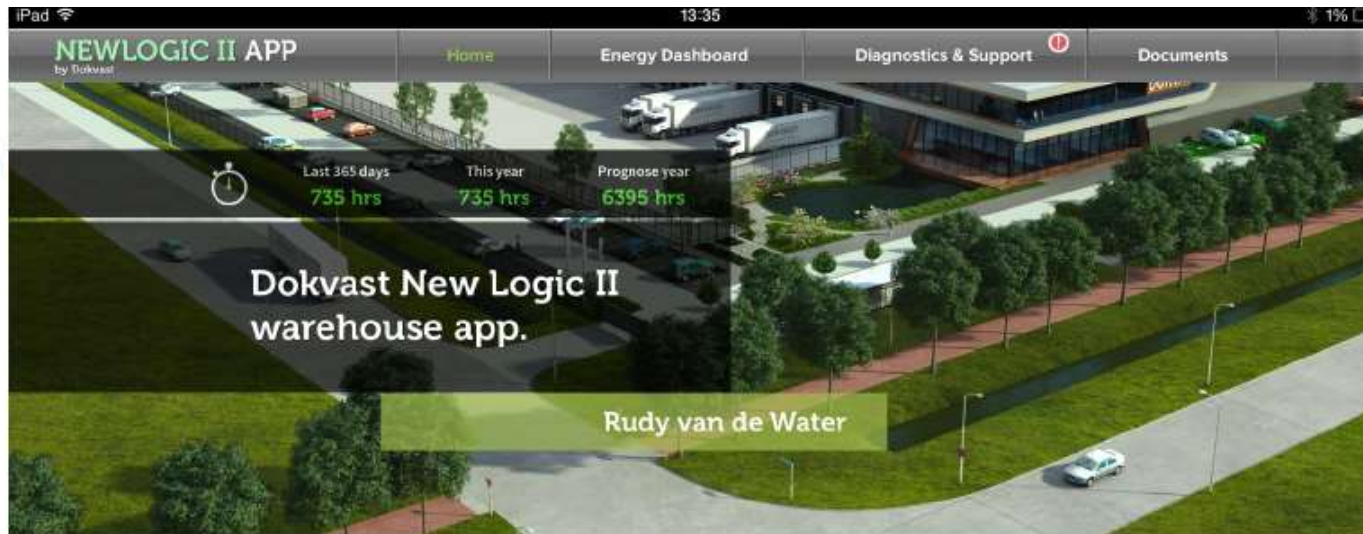 iPad
13:35
1%
NEWLOGIC II APP
by Dokvast
Home
Energy Dashboard
Diagnostics & Support
Documents
Last 365 days
This year
Prognose year
735 hrs
735 hrs
6395 hrs
Dokvast New Logic II
warehouse app.
Rudy van de Water